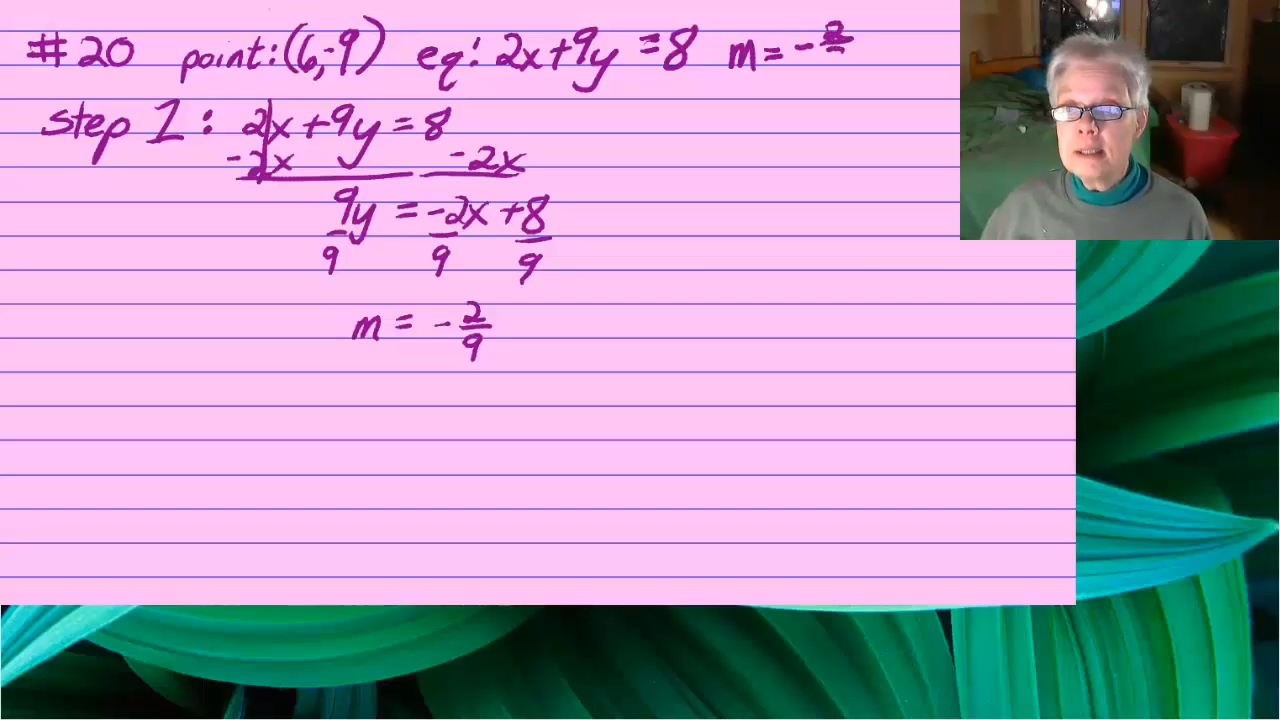 #20 point: (6,-9) eq: 2x+9y=8 m=-2
step 1: 2x+9y=8
-2x -2x
9y = -2x +8
9 9 9
m = -2/9